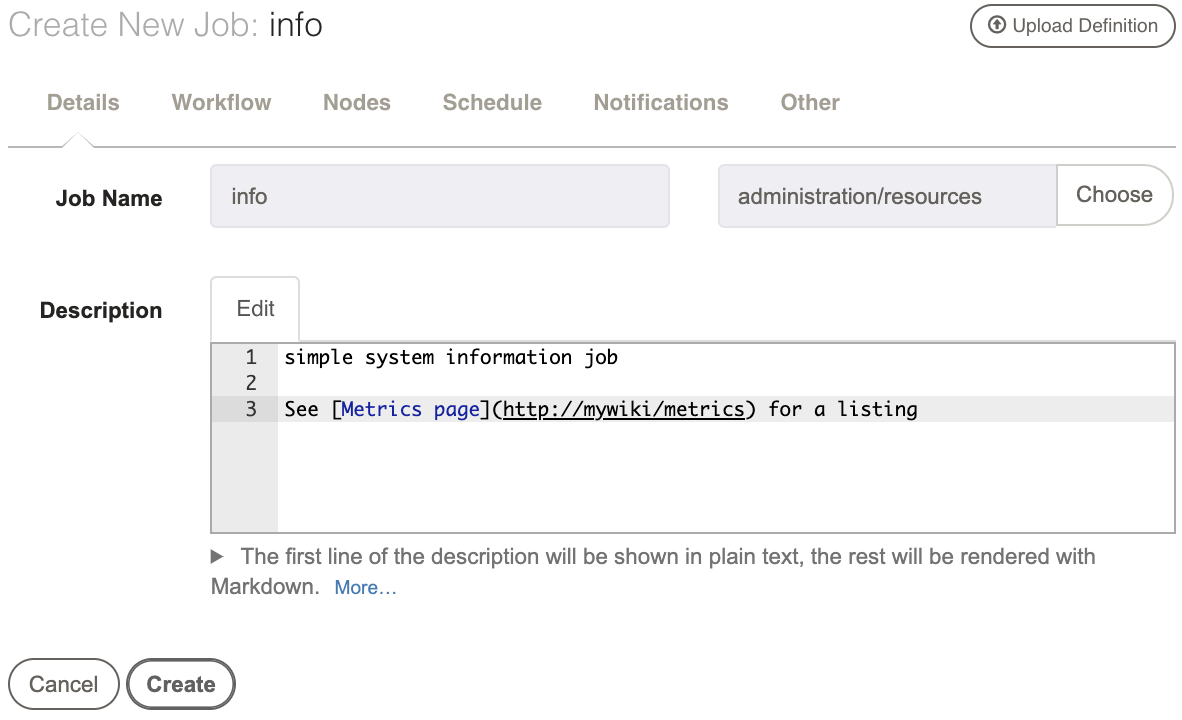 Create New Job: info
Upload Definition
Details Workflow Nodes Schedule Notifications Other
Job Name info administration/resources Choose
Description Edit
1 simple system information job
2
3 See [Metrics page](http://mywiki/metrics) for a listing
The first line of the description will be shown in plain text, the rest will be rendered with
Markdown. More…
Cancel Create